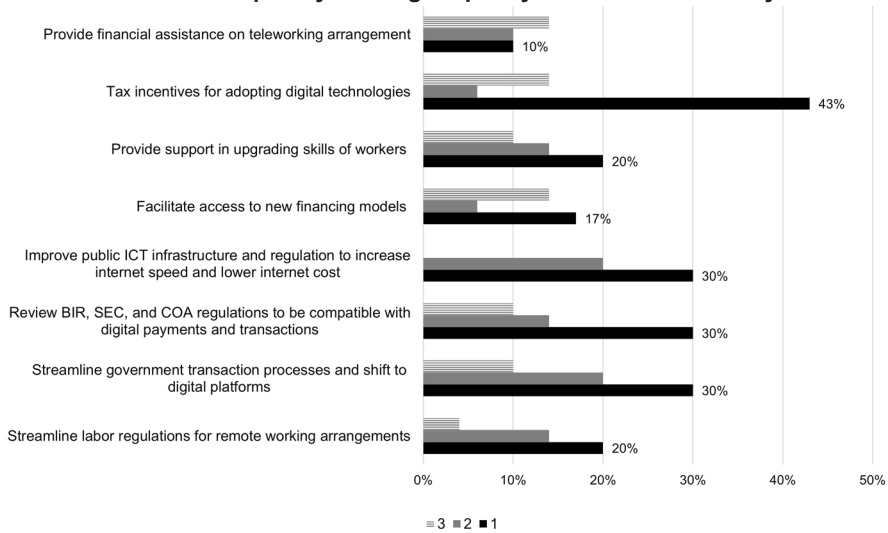 Provide financial assistance on teleworking arrangement
10%
Tax incentives for adopting digital technologies
43%
Provide support in upgrading skills of workers
20%
Facilitate access to new financing models
17%
Improve public ICT infrastructure and regulation to increase
internet speed and lower internet cost
30%
Review BIR, SEC, and COA regulations to be compatible with
digital payments and transactions
30%
Streamline government transaction processes and shift to
digital platforms
30%
Streamline labor regulations for remote working arrangements
20%
0% 10% 20% 30% 40% 50%
3 2 1